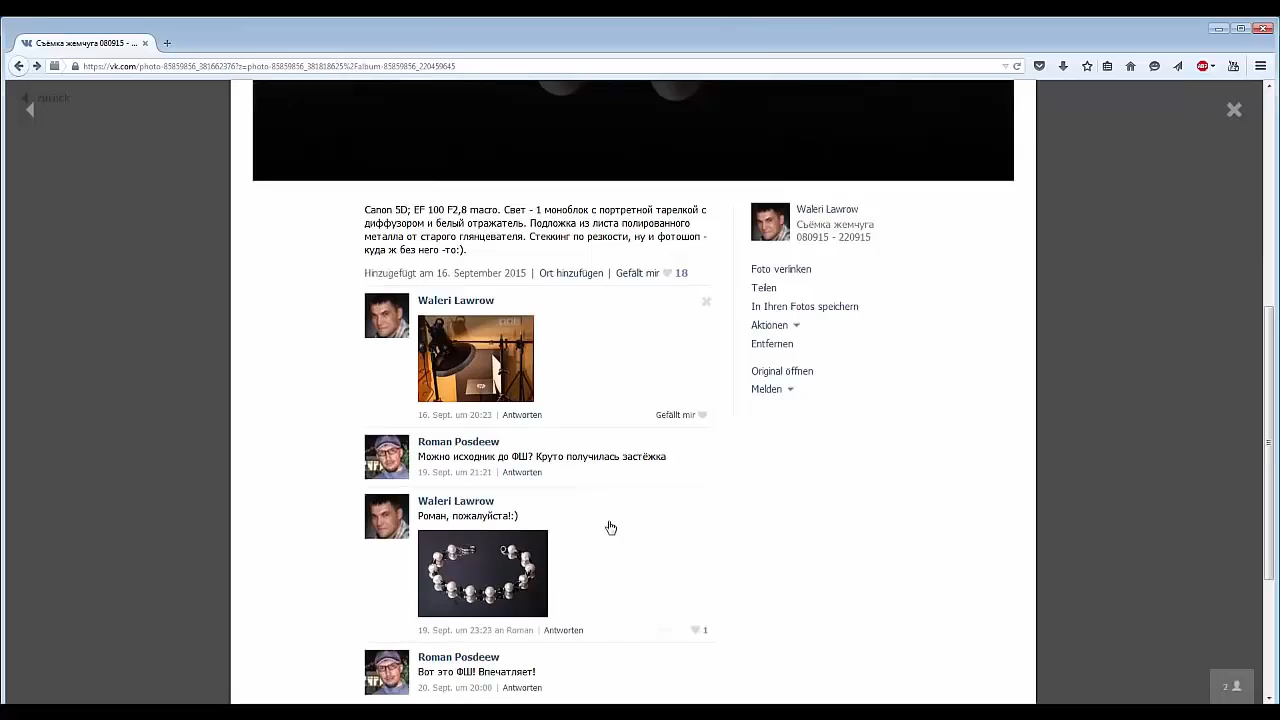 Съёмка жемчуга 080915 - ...
https://vk.com/photo-85859856_381662376?z=photo-85859856_381818625%2Falbum-85859856_220459645
zurück
Canon 5D; EF 100 F2,8 macro. Свет - 1 моноблок с портретной тарелкой с
диффузором и белый отражатель. Подложка из листа полированного
металла от старого глянцевателя. Стеккинг по резкости, ну и фотошоп -
куда ж без него -то:).
Hinzugefügt am 16. September 2015 | Ort hinzufügen | Gefällt mir 18
Waleri Lawrow
Съёмка жемчуга
080915 - 220915
Foto verlinken
Teilen
In Ihren Fotos speichern
Aktionen
Entfernen
Original öffnen
Melden
Waleri Lawrow
16. Sept. um 20:23 | Antworten
Gefällt mir
Roman Posdeew
Можно исходник до ФШ? Круто получилась застёжка
19. Sept. um 21:21 | Antworten
Waleri Lawrow
Роман, пожалуйста!:)
19. Sept. um 23:23 an Roman | Antworten
1
Roman Posdeew
Вот это ФШ! Впечатляет!
20. Sept. um 20:00 | Antworten
2